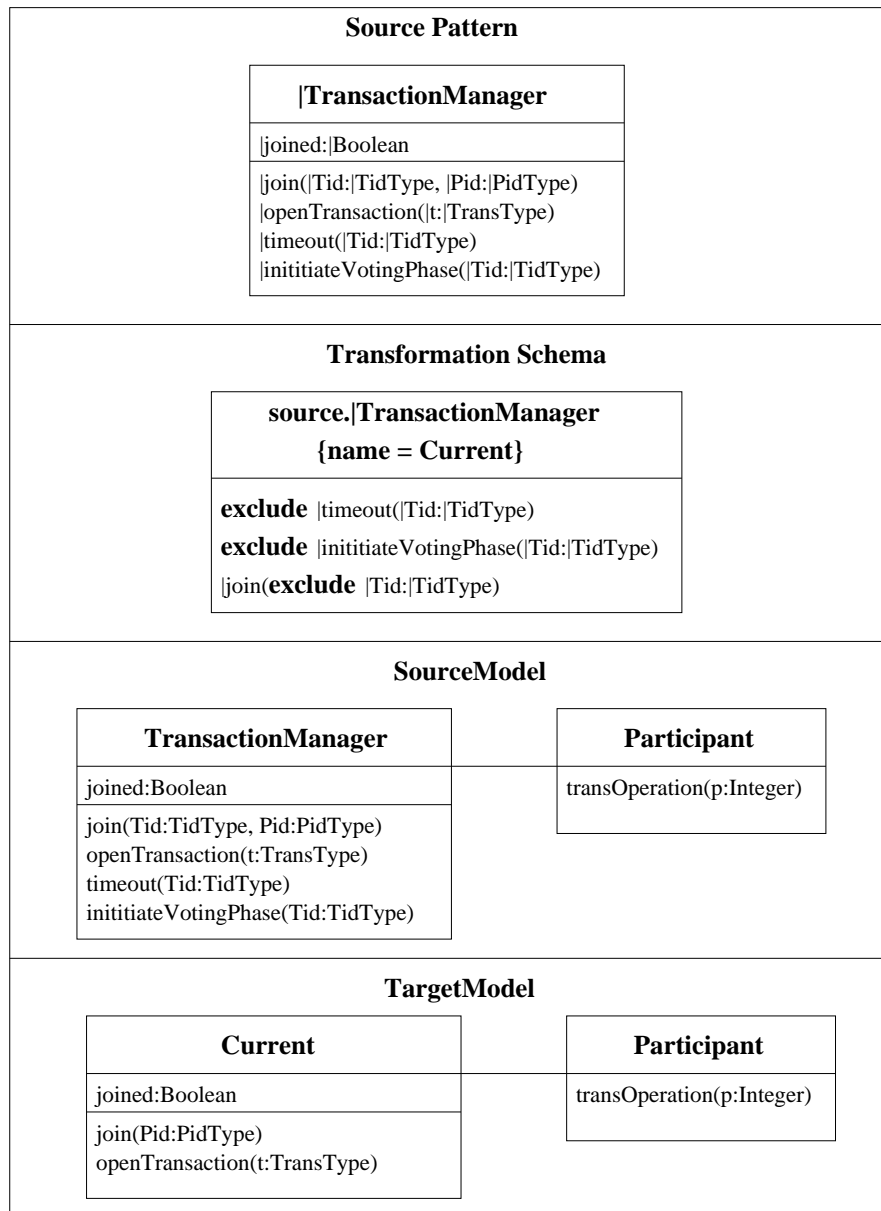 Source Pattern
|TransactionManager
|joined:|Boolean
|join(|Tid:|TidType, |Pid:|PidType)
|openTransaction(|t:|TransType)
|timeout(|Tid:|TidType)
|inititiateVotingPhase(|Tid:|TidType)
Transformation Schema
source.|TransactionManager
{name = Current}
exclude |timeout(|Tid:|TidType)
exclude |inititiateVotingPhase(|Tid:|TidType)
|join(exclude |Tid:|TidType)
SourceModel
TransactionManager
joined:Boolean
join(Tid:TidType, Pid:PidType)
openTransaction(t:TransType)
timeout(Tid:TidType)
inititiateVotingPhase(Tid:TidType)
Participant
transOperation(p:Integer)
TargetModel
Current
joined:Boolean
join(Pid:PidType)
openTransaction(t:TransType)
Participant
transOperation(p:Integer)